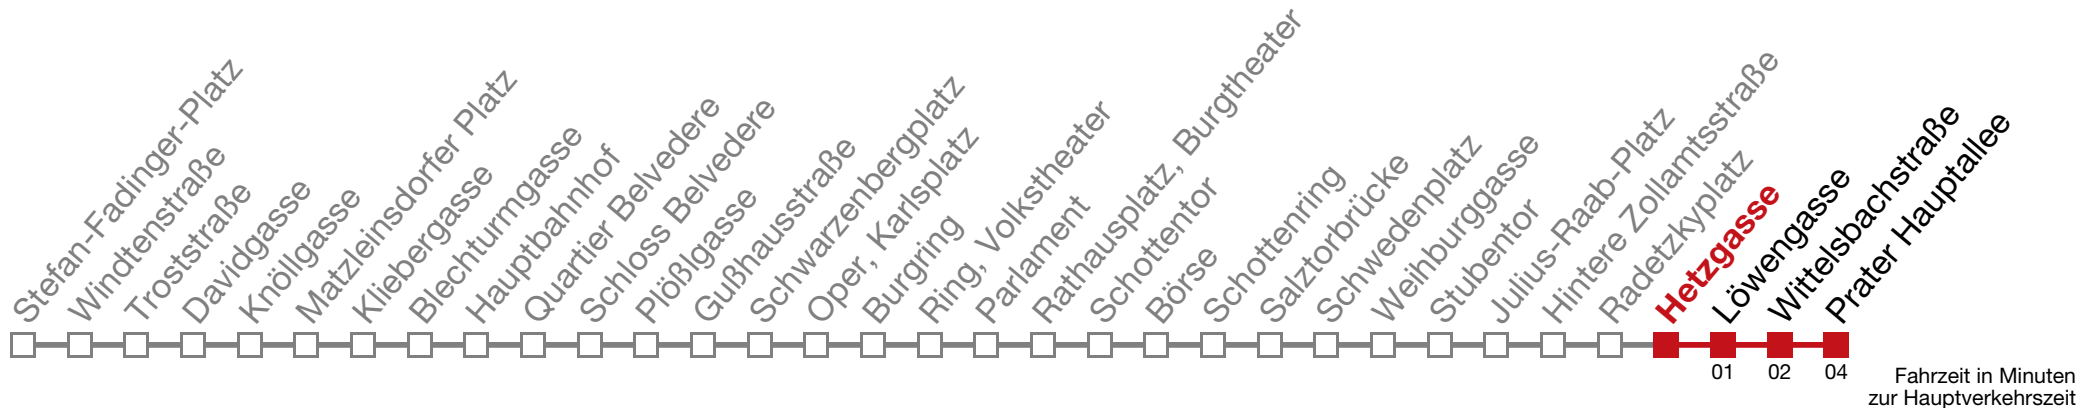 Stefan-Fadinger-Platz
Windtenstraße
Troststraße
Davidgasse
Knöllgasse
Matzleinsdorfer Platz
Kliebergasse
Blechturmgasse
Hauptbahnhof
Quartier Belvedere
Schloss Belvedere
Plößlgasse
Gußhausstraße
Schwarzenbergplatz
Oper, Karlsplatz
Burgring
Ring, Volkstheater
Parlament
Rathausplatz, Burgtheater
Schottentor
Börse
Schottenring
Salztorbrücke
Schwedenplatz
Weihburggasse
Stubentor
Julius-Raab-Platz
Hintere Zollamtsstraße
Radetzkyplatz
Hetzgasse
Löwengasse
Wittelsbachstraße
Prater Hauptallee
01 02 04
Fahrzeit in Minuten
zur Hauptverkehrszeit